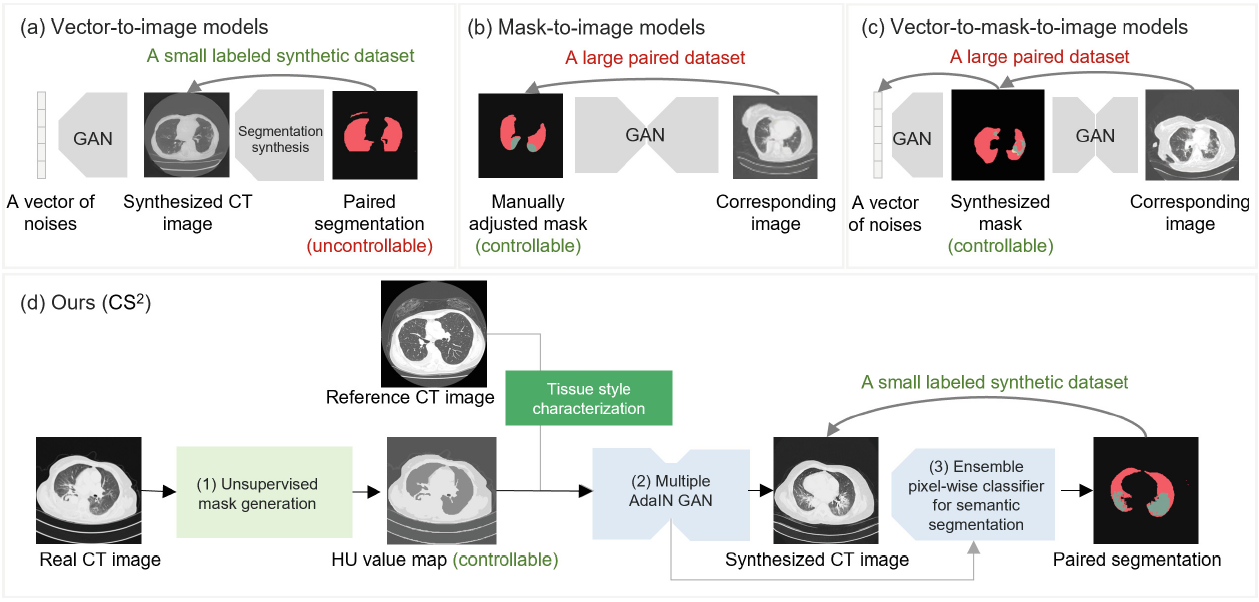 (a) Vector-to-image models
A small labeled synthetic dataset
GAN
Segmentation
synthesis
A vector of
noises
Synthesized CT
image
Paired
segmentation
(uncontrollable)
(b) Mask-to-image models
A large paired dataset
GAN
Manually
adjusted mask
(controllable)
Corresponding
image
(c) Vector-to-mask-to-image models
A large paired dataset
GAN
GAN
A vector
of noises
Synthesized
mask
(controllable)
Corresponding
image
(d) Ours (CS²)
Reference CT image
Tissue style
characterization
A small labeled synthetic dataset
(1) Unsupervised
mask generation
(2) Multiple
AdaIN GAN
(3) Ensemble
pixel-wise classifier
for semantic
segmentation
Real CT image
HU value map (controllable)
Synthesized CT image
Paired segmentation